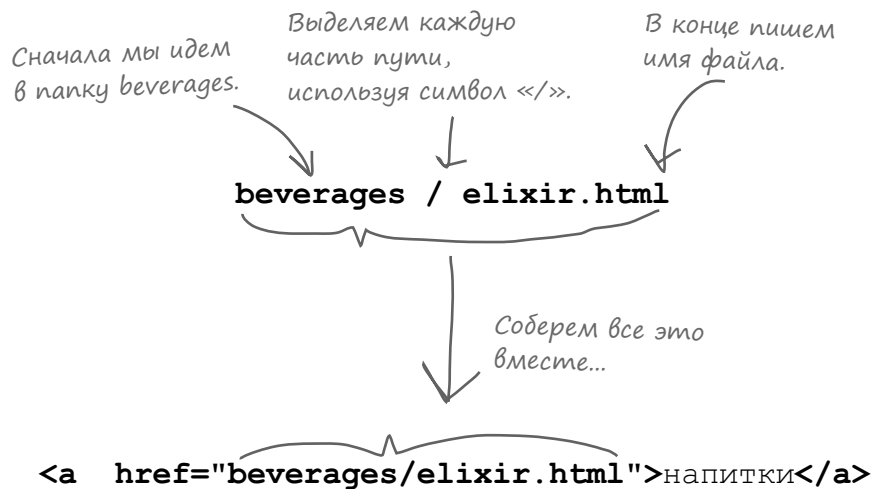 Сначала мы идем
в папку beverages.
Выделяем каждую
часть пути,
используя символ «/».
В конце пишем
имя файла.
beverages / elixir.html
Соберем все это
вместе...
<a href="beverages/elixir.html">напитки</a>